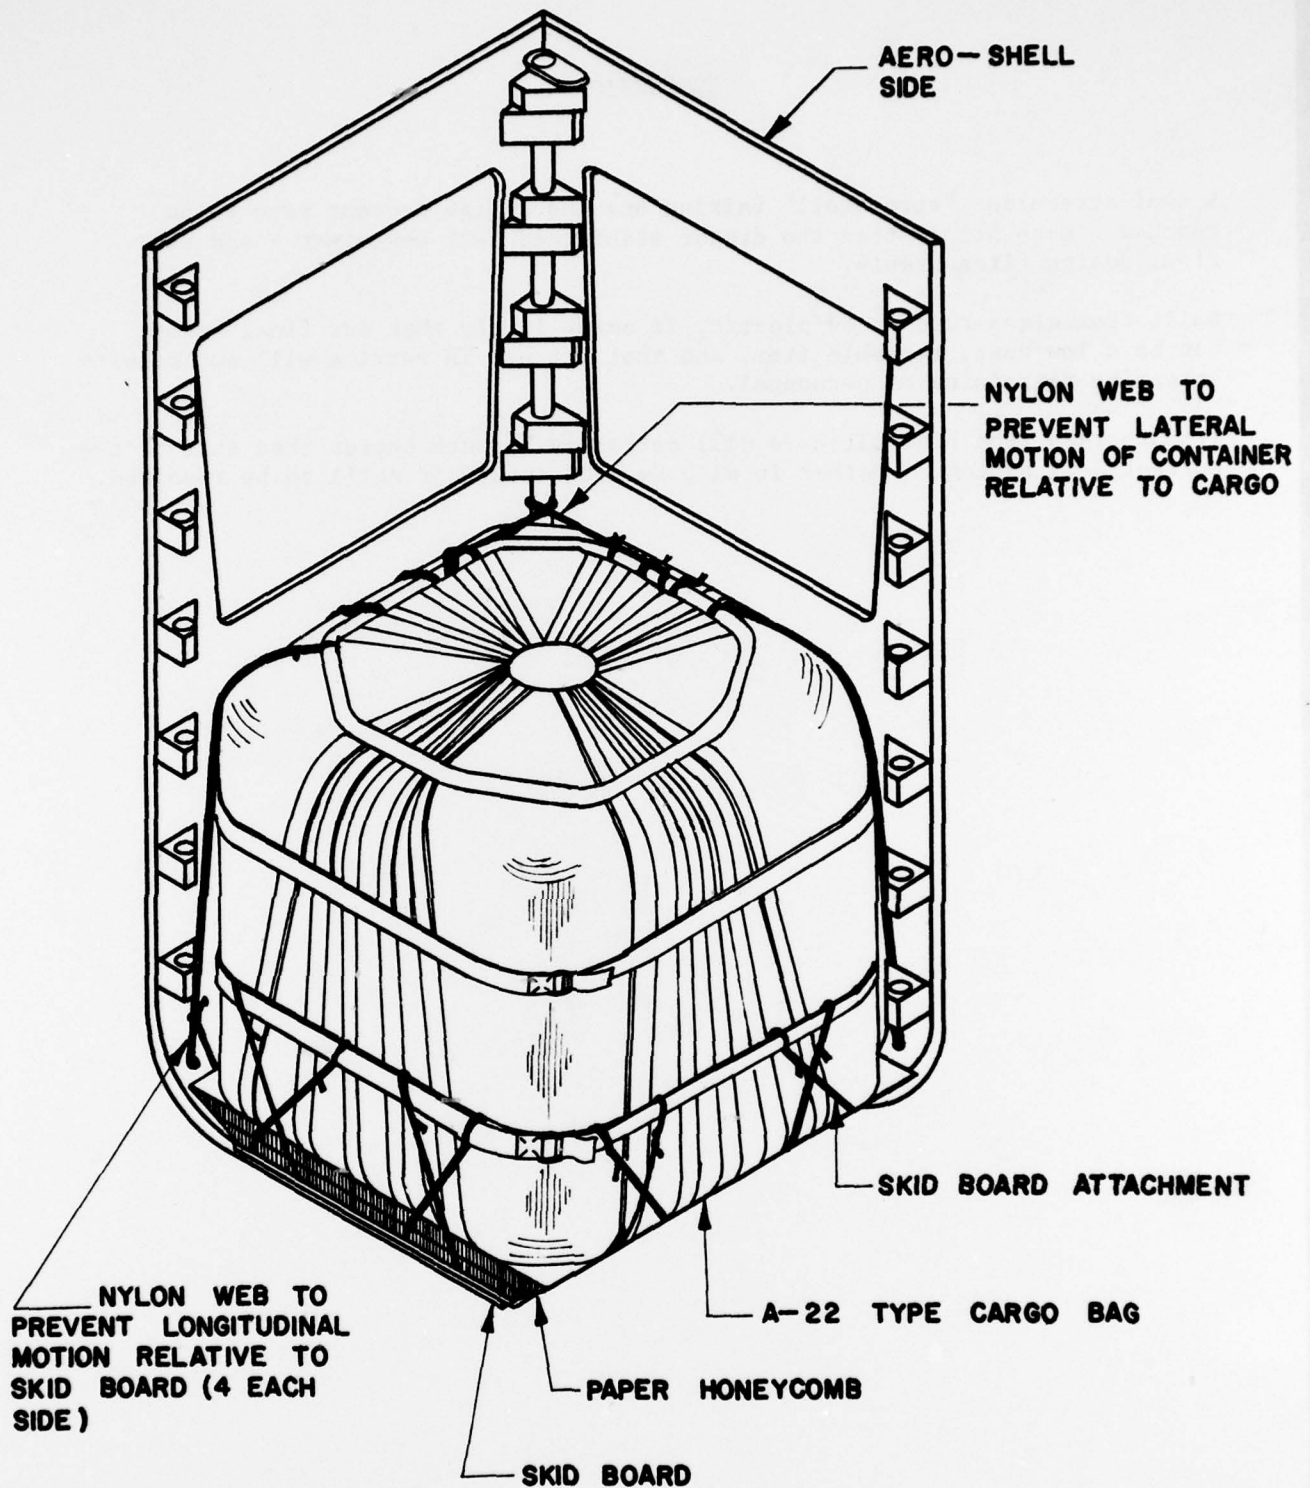 AERO-SHELL
SIDE
NYLON WEB TO
PREVENT LATERAL
MOTION OF CONTAINER
RELATIVE TO CARGO
SKID BOARD ATTACHMENT
A-22 TYPE CARGO BAG
NYLON WEB TO
PREVENT LONGITUDINAL
MOTION RELATIVE TO
SKID BOARD (4 EACH
SIDE)
PAPER HONEYCOMB
SKID BOARD